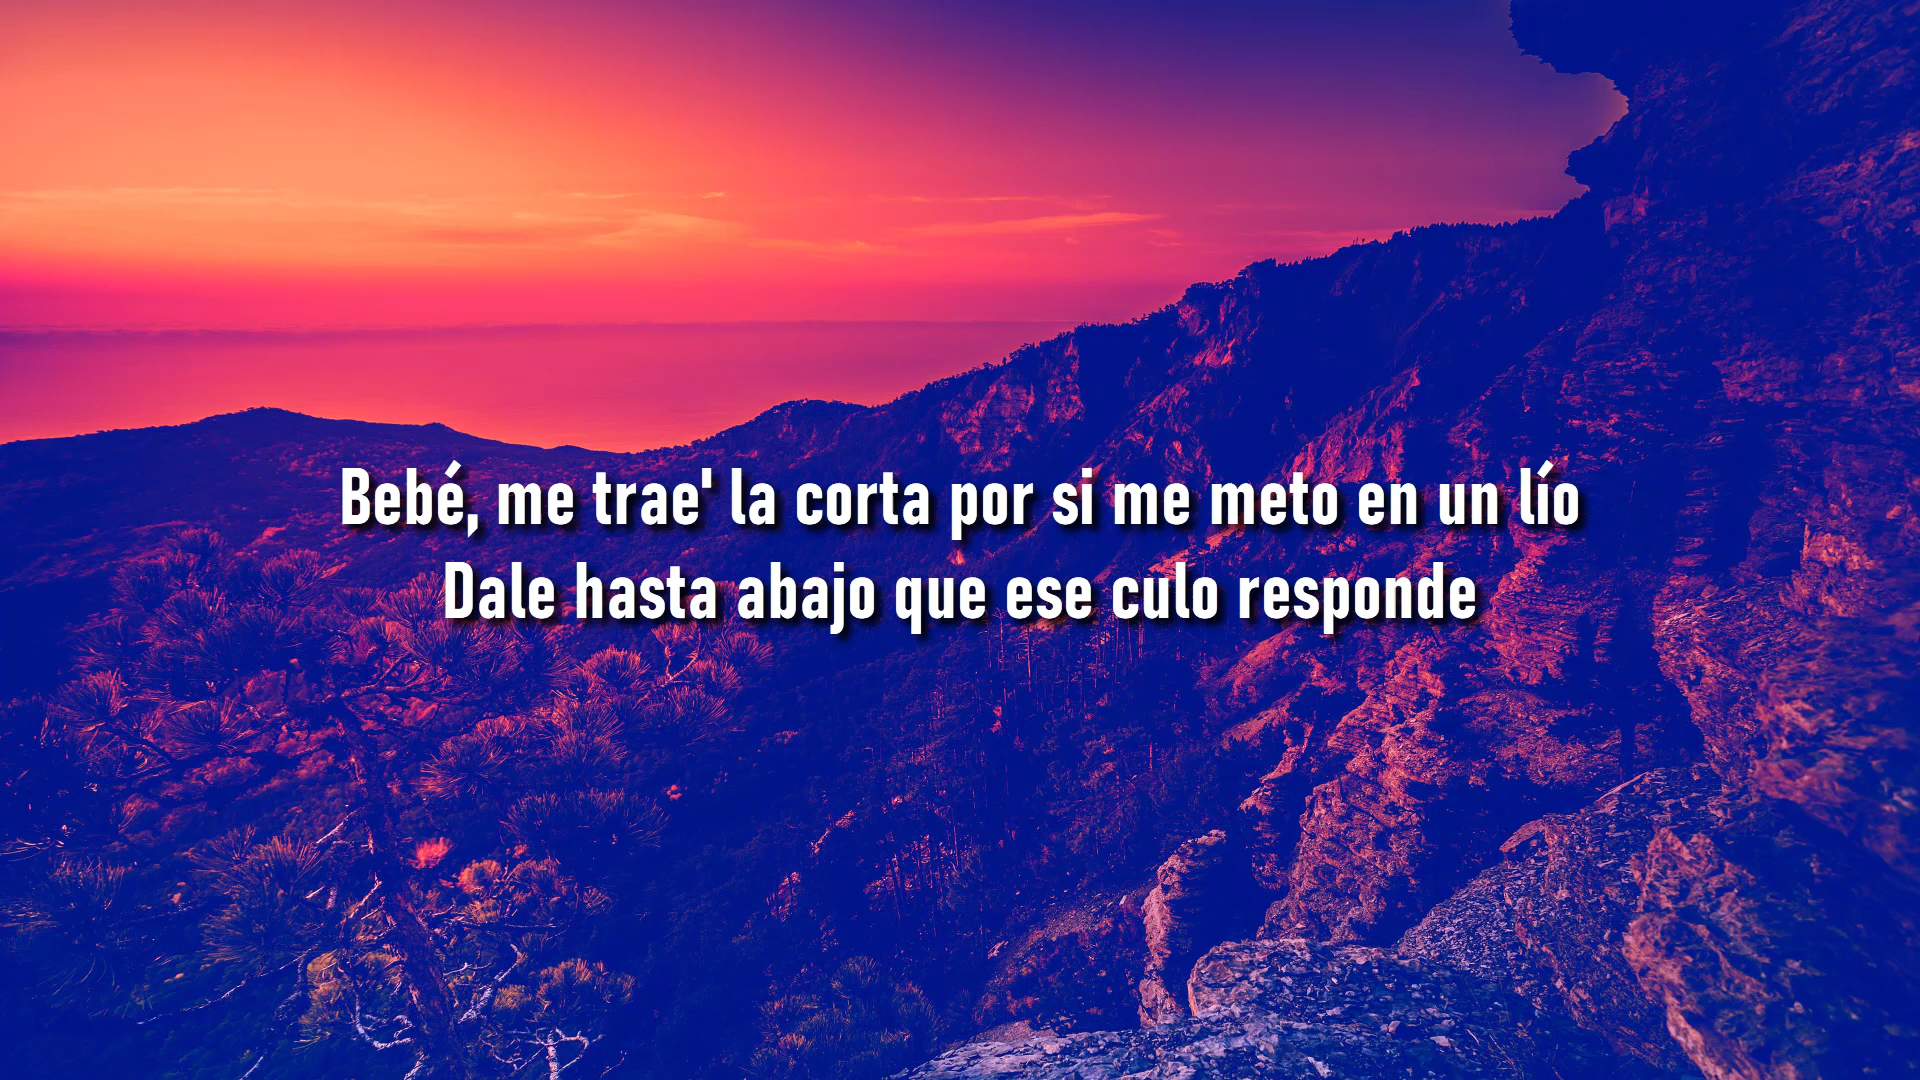 Bebé, me trae' la corta por si me meto en un lío
Dale hasta abajo que ese culo responde